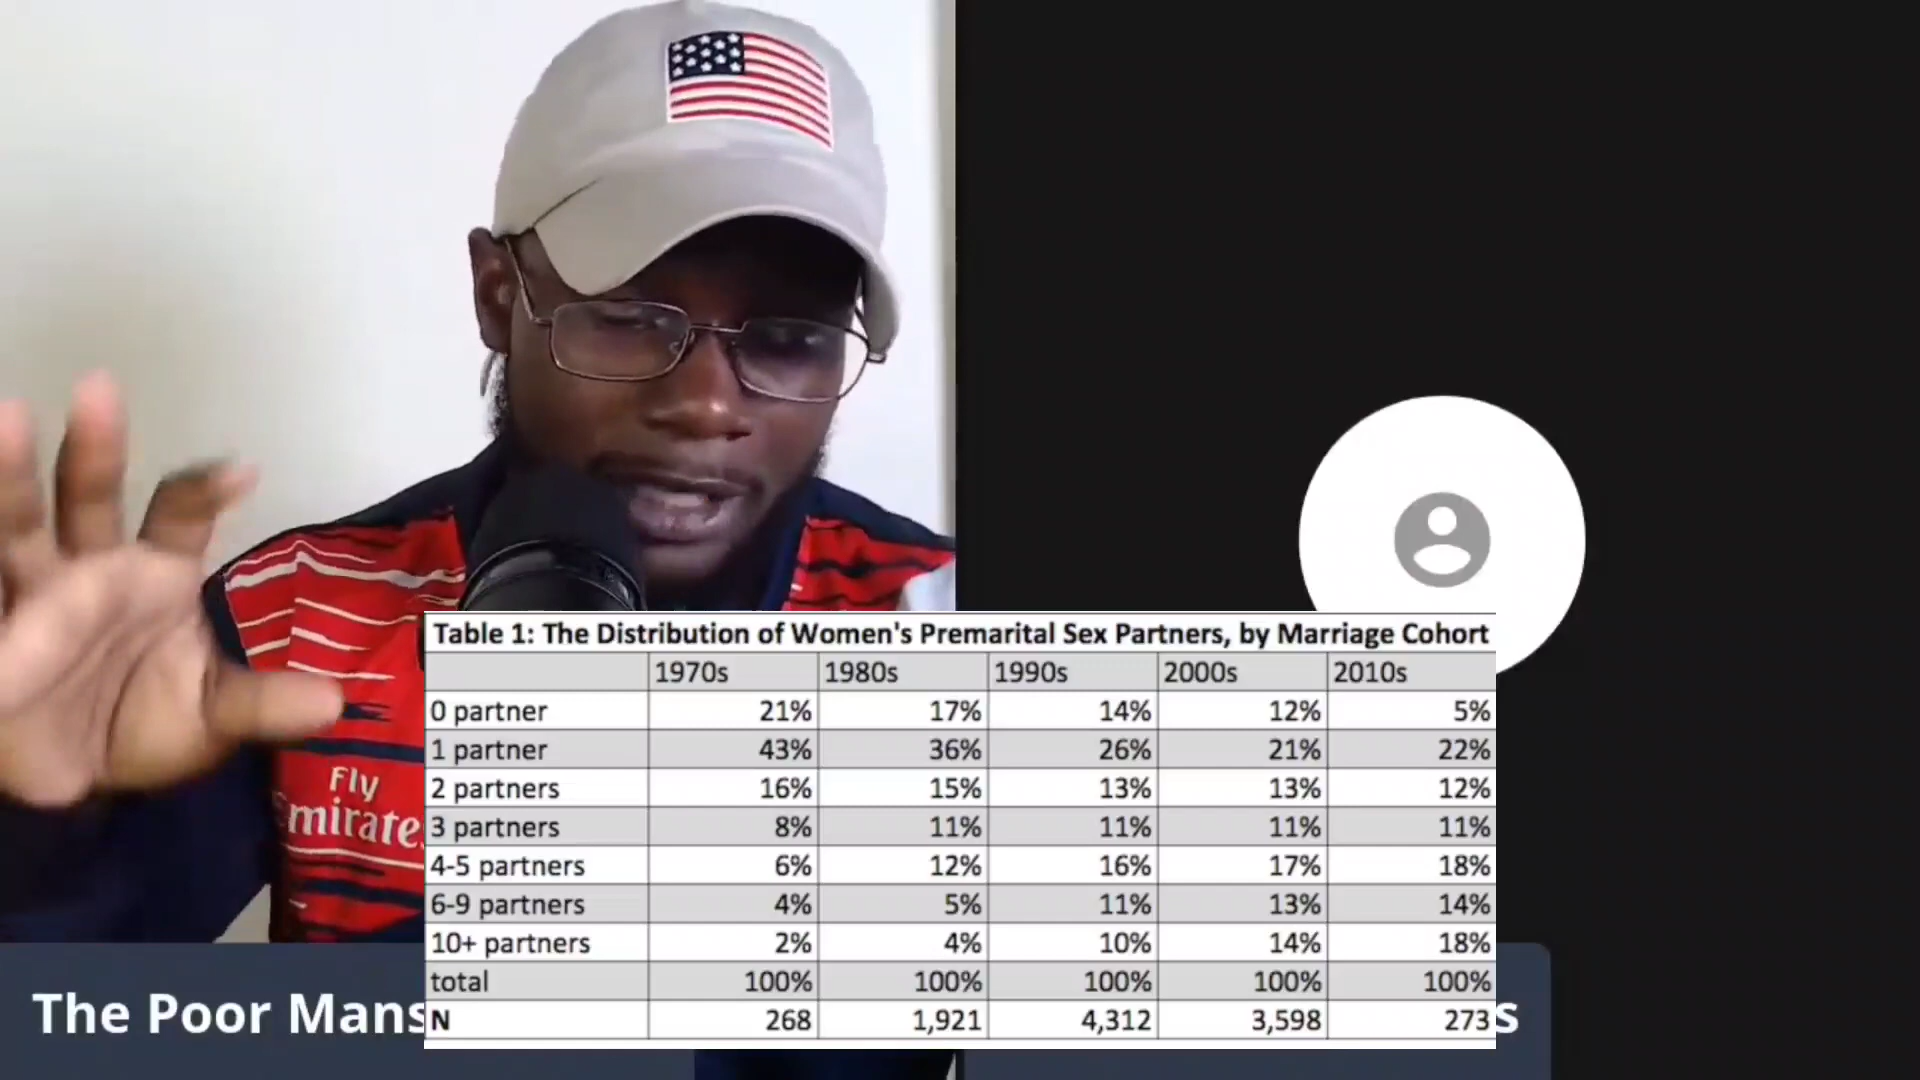 Fly
Emirate
Table 1: The Distribution of Women's Premarital Sex Partners, by Marriage Cohort
1970s 1980s 1990s 2000s 2010s
0 partner 21% 17% 14% 12% 5%
1 partner 43% 36% 26% 21% 22%
2 partners 16% 15% 13% 13% 12%
3 partners 8% 11% 11% 11% 11%
4-5 partners 6% 12% 16% 17% 18%
6-9 partners 4% 5% 11% 13% 14%
10+ partners 2% 4% 10% 14% 18%
total 100% 100% 100% 100% 100%
N 268 1,921 4,312 3,598 273
The Poor Mans